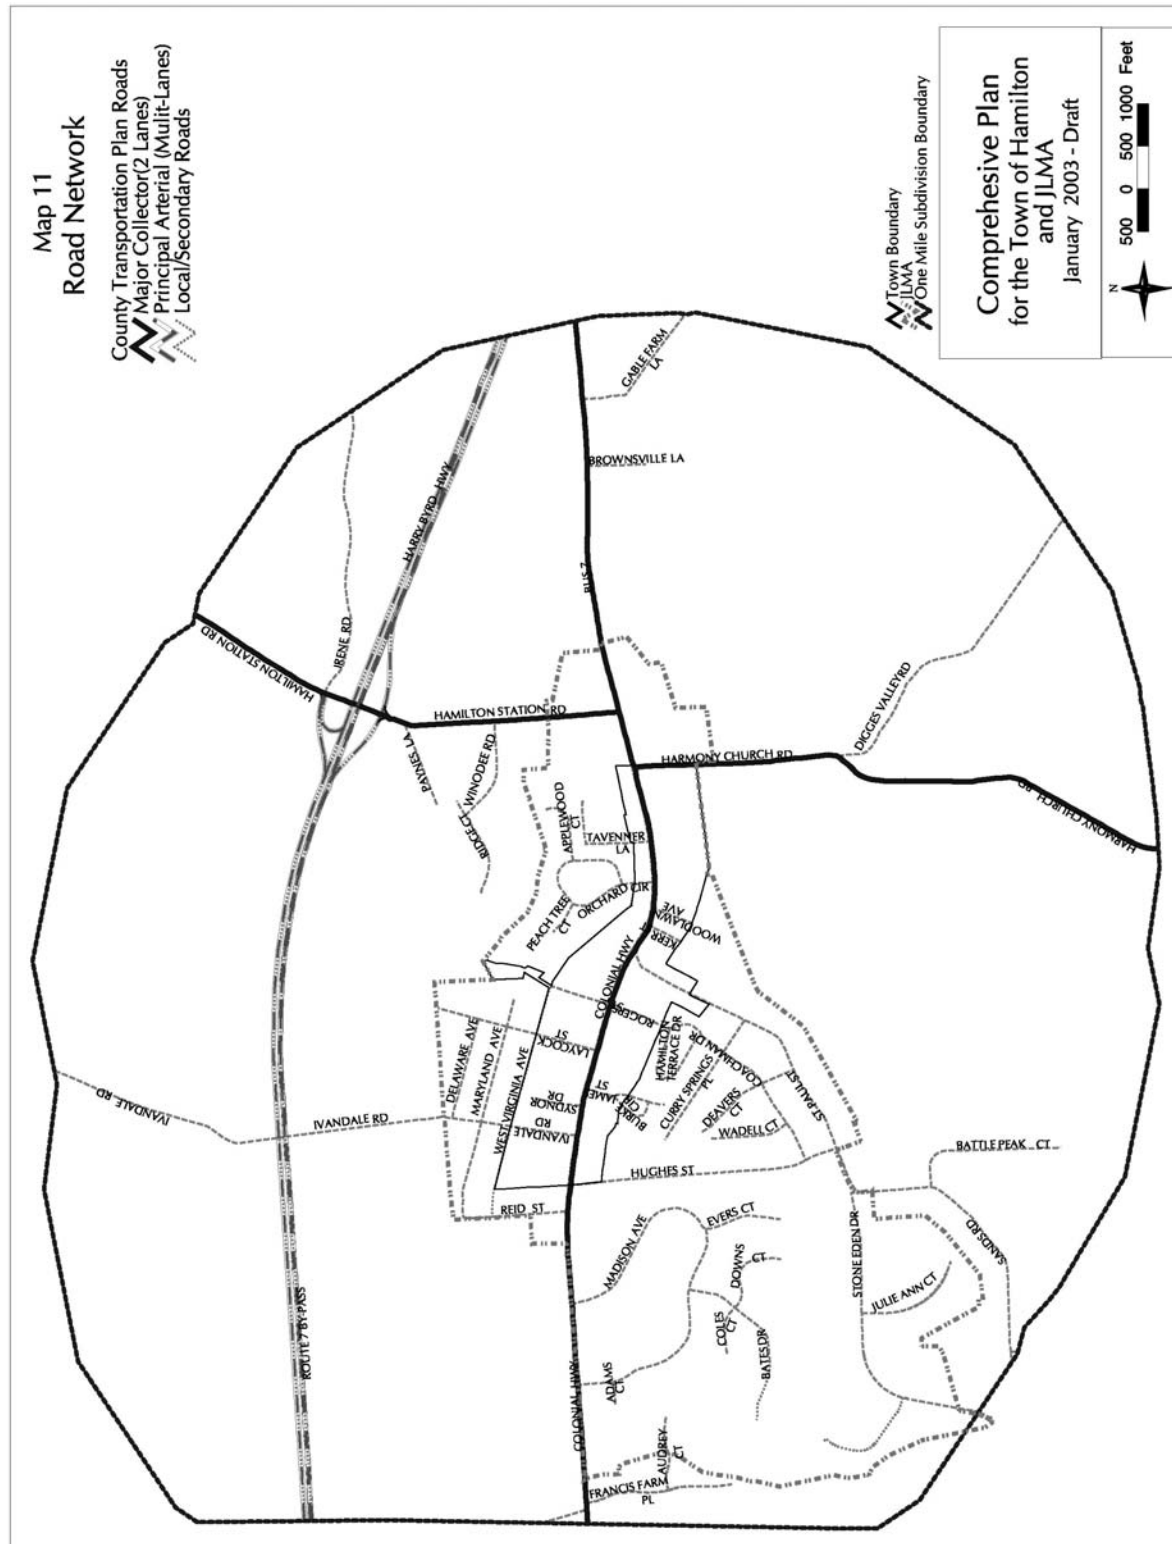 Map 11
Road Network
County Transportation Plan Roads
Major Collector(2 Lanes)
Principal Arterial (Mulit-Lanes)
Local/Secondary Roads
Town Boundary
JLMA
One Mile Subdivision Boundary
Comprehesive Plan
for the Town of Hamilton
and JLMA
January 2003 - Draft
500 0 500 1000 Feet
N
GABLE FARM
LA
BROWNSVILLE LA
HARRY BYRD HWY
BUS 7
IRENE RD
HAMILTON STATION RD
HAMILTON STATION RD
DIGGES VALLEYRD
HARMONY CHURCH RD
HARMONY CHURCH RD
PAYNES LA
WINODEE RD
RIDGE CT
APPLEWOOD
CT
TAVENNER
LA
PEACH TREE
CT
ORCHARD CIR
WOODLAWN
AVE
KERR ST
COLONIAL HWY
ROGERS
LAYCOCK
ST
DELAWARE AVE
MARYLAND AVE
WEST VIRGINIA AVE
SYDNOR
DR
IVANDALE
RD
JAMES
ST
BURKE
CIR
HAMILTON
TERRACE DR
COACHMAN DR
CURRY SPRINGS
PL
DEAVERS
CT
WADELL CT
ST. PAUL ST
IVANDALE RD
IVANDALE RD
HUGHES ST
REID ST
BATTLE PEAK CT
MADISON AVE
EVERS CT
DOWNS
CT
STONE EDEN DR
SANDS RD
JULIE ANN CT
COLES
CT
BATES DR
ADAMS
CT
ROUTE 7 BY-PASS
COLONIAL HWY
AUDREY
CT
FRANCIS FARM
PL